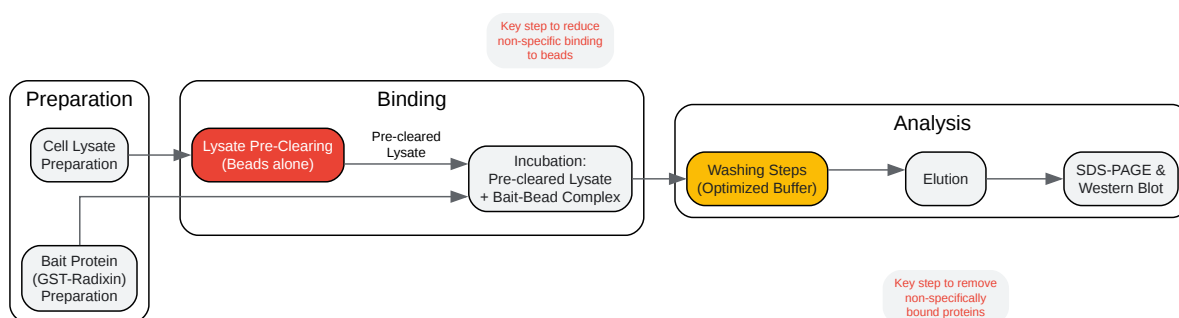 Key step to reduce
non-specific binding
to beads
Preparation
Binding
Analysis
Cell Lysate
Preparation
Lysate Pre-Clearing
(Beads alone)
Pre-cleared
Lysate
Incubation:
Pre-cleared Lysate
+ Bait-Bead Complex
Washing Steps
(Optimized Buffer)
Elution
SDS-PAGE &
Western Blot
Bait Protein
(GST-Radixin)
Preparation
Key step to remove
non-specifically
bound proteins